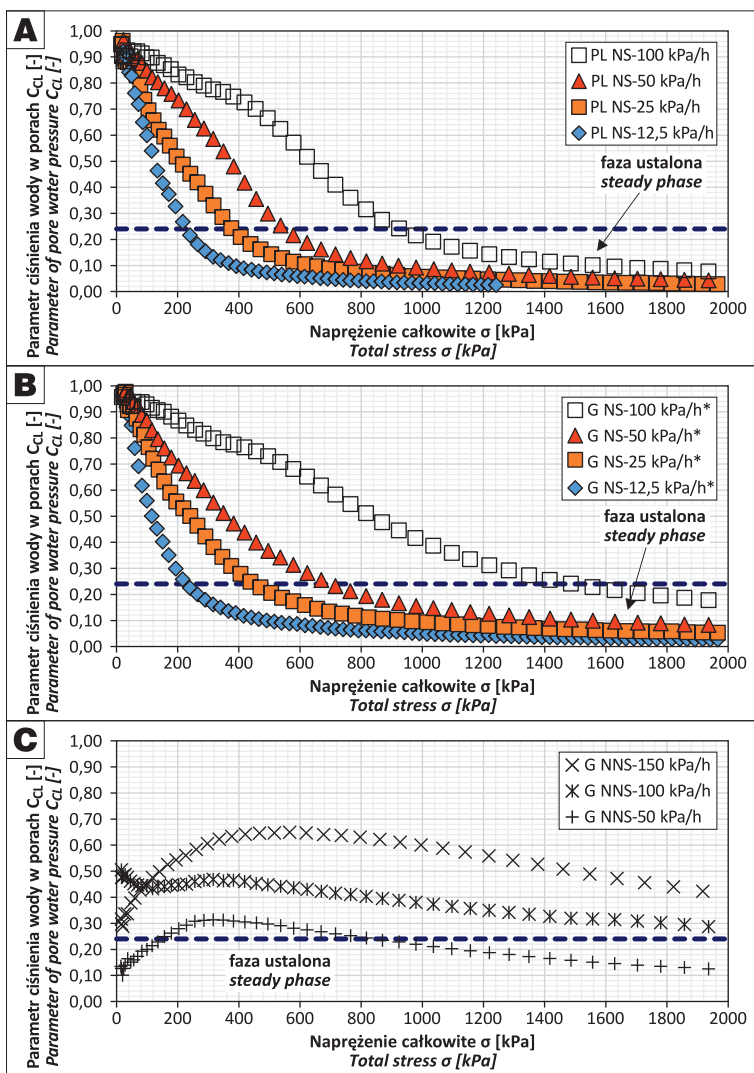 A
Parametr ciśnienia wody w porach C_CL [-]
Parameter of pore water pressure C_CL [-]
1,00
0,90
0,80
0,70
0,60
0,50
0,40
0,30
0,20
0,10
0,00
PL NS-100 kPa/h
PL NS-50 kPa/h
PL NS-25 kPa/h
PL NS-12,5 kPa/h
faza ustalona
steady phase
0 200 400 600 800 1000 1200 1400 1600 1800 2000
Naprężenie całkowite σ [kPa]
Total stress σ [kPa]
B
Parametr ciśnienia wody w porach C_CL [-]
Parameter of pore water pressure C_CL [-]
1,00
0,90
0,80
0,70
0,60
0,50
0,40
0,30
0,20
0,10
0,00
G NS-100 kPa/h*
G NS-50 kPa/h*
G NS-25 kPa/h*
G NS-12,5 kPa/h*
faza ustalona
steady phase
0 200 400 600 800 1000 1200 1400 1600 1800 2000
Naprężenie całkowite σ [kPa]
Total stress σ [kPa]
C
Parametr ciśnienia wody w porach C_CL [-]
Parameter of pore water pressure C_CL [-]
1,00
0,90
0,80
0,70
0,60
0,50
0,40
0,30
0,20
0,10
0,00
G NNS-150 kPa/h
G NNS-100 kPa/h
G NNS-50 kPa/h
faza ustalona
steady phase
0 200 400 600 800 1000 1200 1400 1600 1800 2000
Naprężenie całkowite σ [kPa]
Total stress σ [kPa]